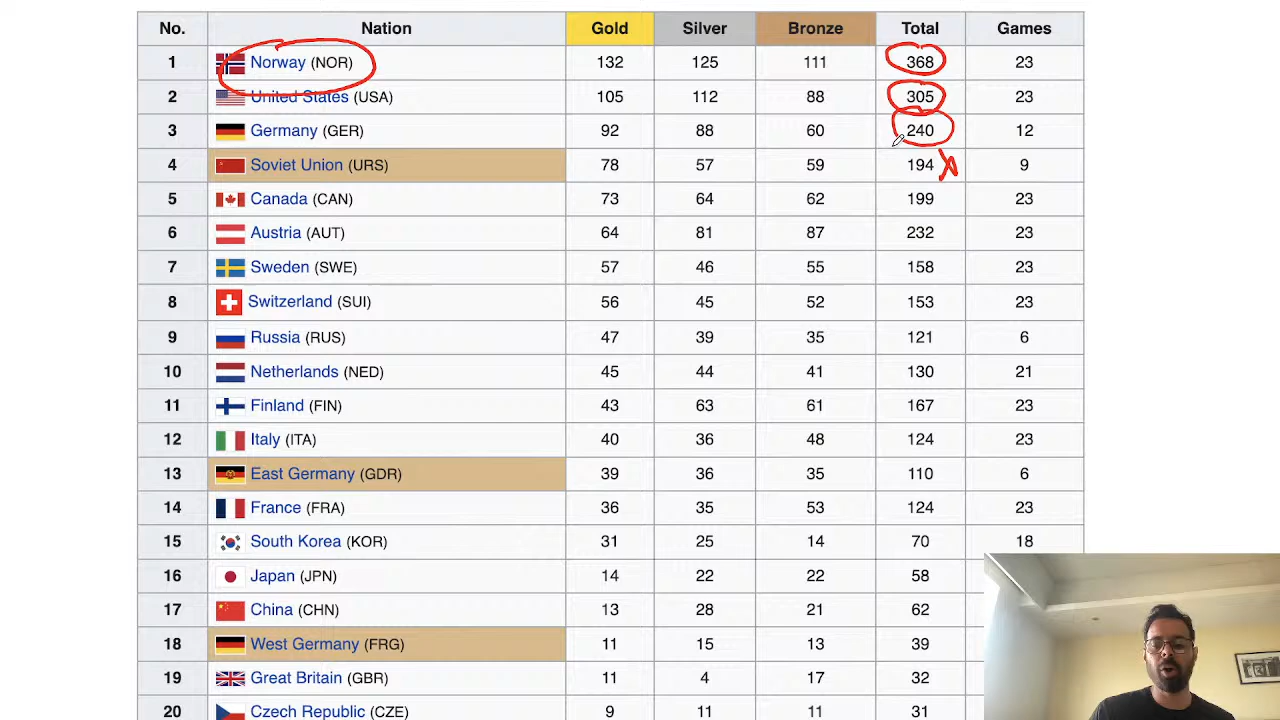 No. Nation Gold Silver Bronze Total Games
1 Norway (NOR) 132 125 111 368 23
2 United States (USA) 105 112 88 305 23
3 Germany (GER) 92 88 60 240 12
4 Soviet Union (URS) 78 57 59 194 9
5 Canada (CAN) 73 64 62 199 23
6 Austria (AUT) 64 81 87 232 23
7 Sweden (SWE) 57 46 55 158 23
8 Switzerland (SUI) 56 45 52 153 23
9 Russia (RUS) 47 39 35 121 6
10 Netherlands (NED) 45 44 41 130 21
11 Finland (FIN) 43 63 61 167 23
12 Italy (ITA) 40 36 48 124 23
13 East Germany (GDR) 39 36 35 110 6
14 France (FRA) 36 35 53 124 23
15 South Korea (KOR) 31 25 14 70 18
16 Japan (JPN) 14 22 22 58
17 China (CHN) 13 28 21 62
18 West Germany (FRG) 11 15 13 39
19 Great Britain (GBR) 11 4 17 32
20 Czech Republic (CZE) 9 11 11 31